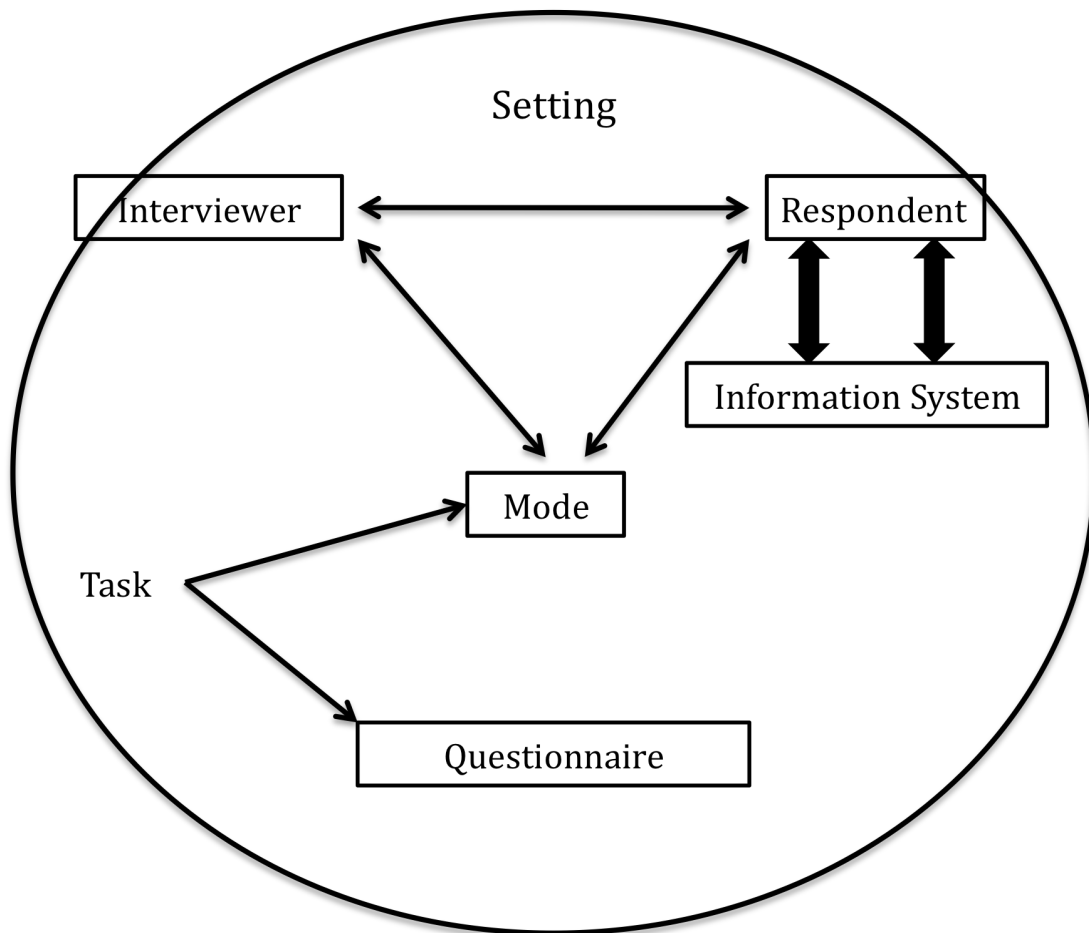 Setting
Interviewer
Respondent
Information System
Mode
Task
Questionnaire